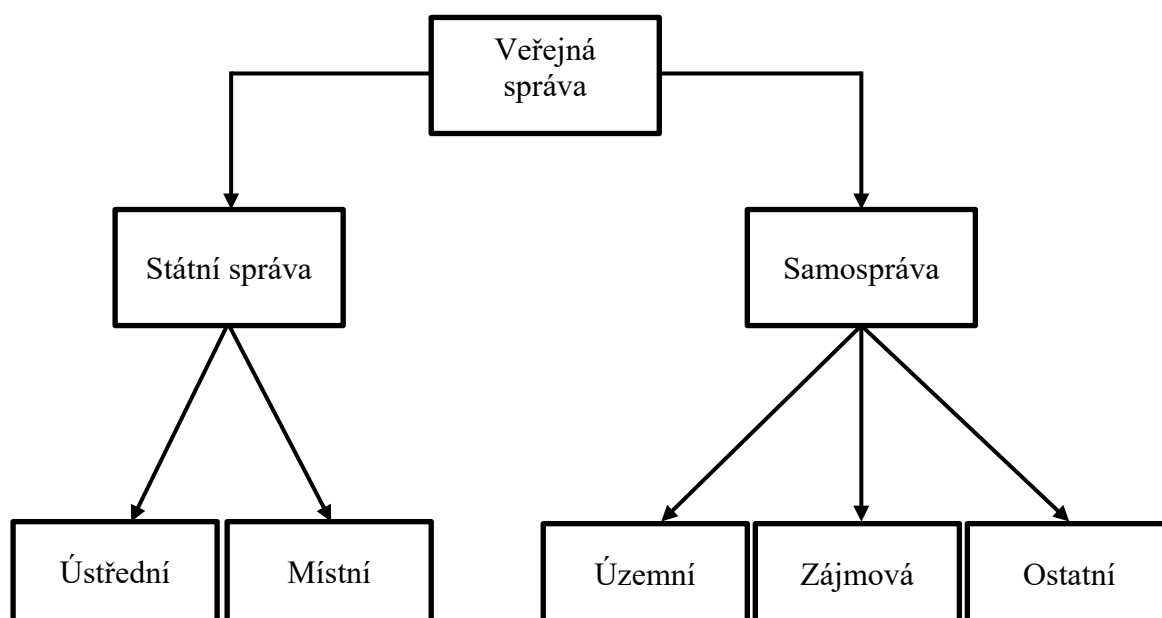 Veřejná
správa
Státní správa
Samospráva
Ústřední
Místní
Územní
Zájmová
Ostatní